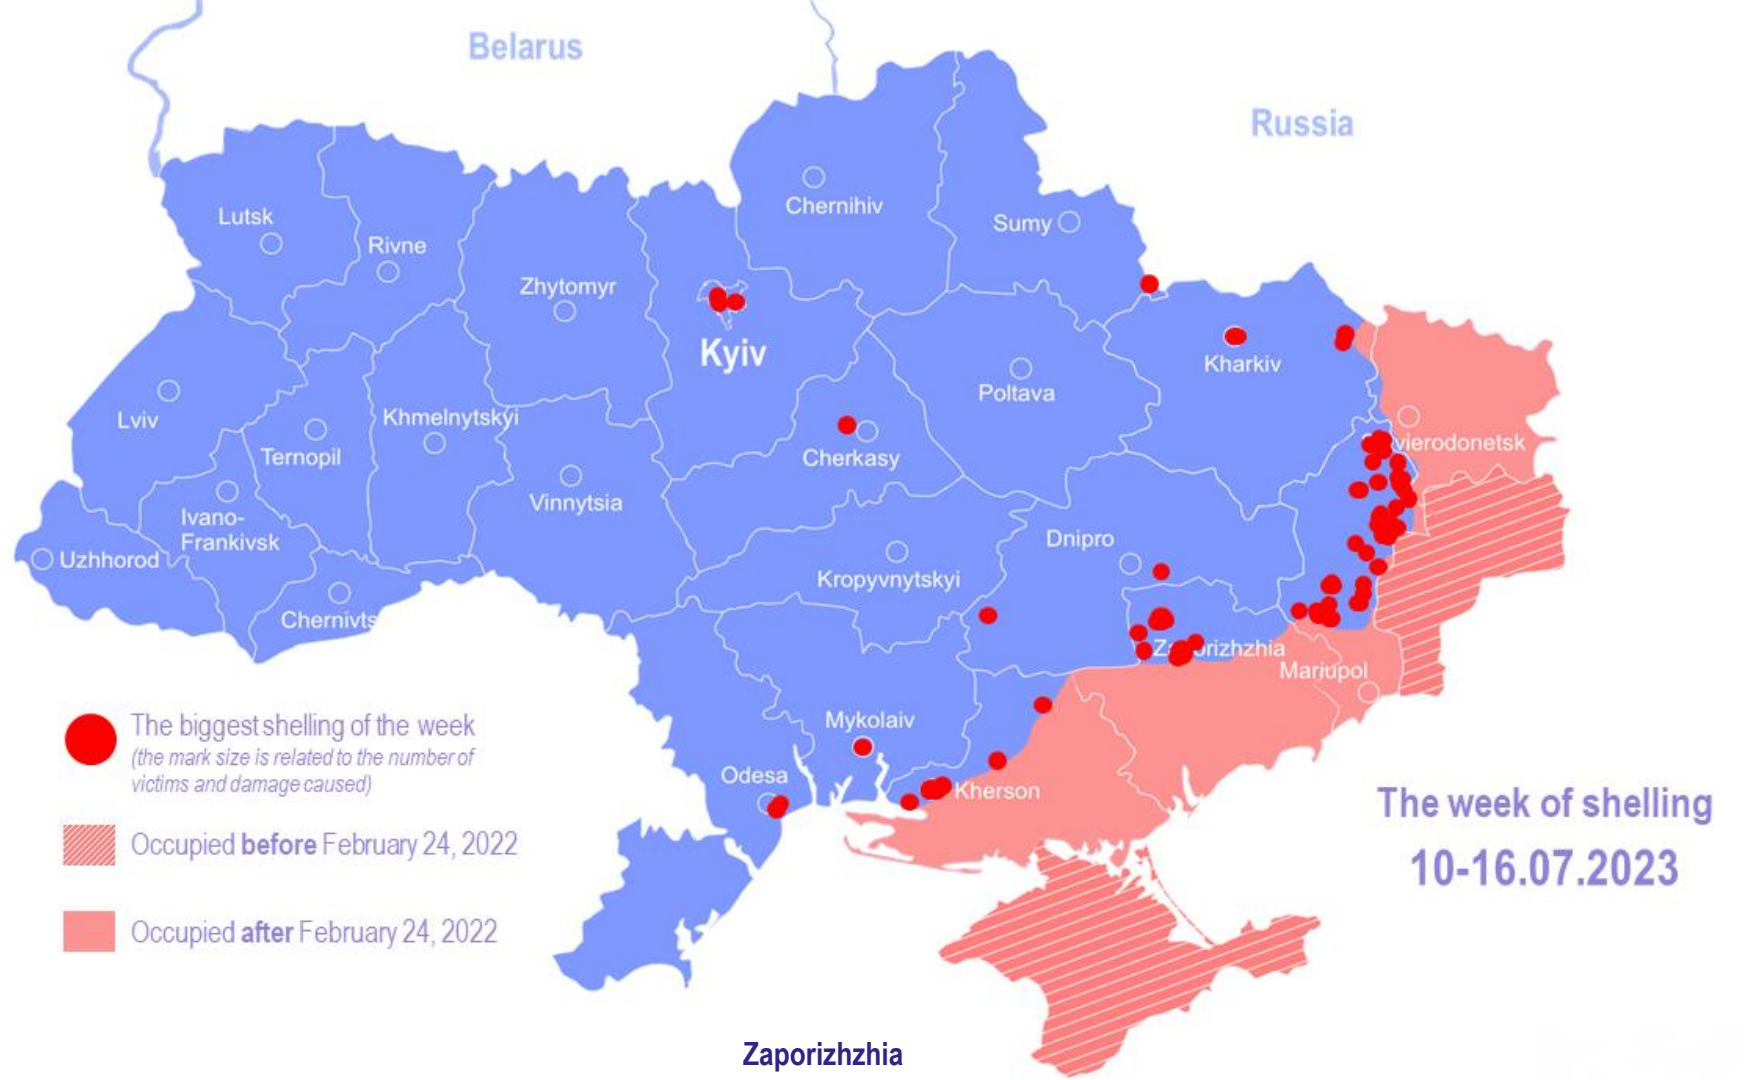 Belarus
Russia
Chernihiv
Lutsk
Sumy
Rivne
Zhytomyr
Kyiv
Kharkiv
Poltava
Lviv
Khmelnytskyi
Ternopil
Cherkasy
vierodonetsk
Vinnytsia
Ivano-
Frankivsk
Uzhhorod
Dnipro
Kropyvnytskyi
Chernivts
Zaporizhzhia
Mariupol
Mykolaiv
Odesa
Kherson
The biggest shelling of the week
(the mark size is related to the number of
victims and damage caused)
Occupied before February 24, 2022
Occupied after February 24, 2022
The week of shelling
10-16.07.2023
Zaporizhzhia